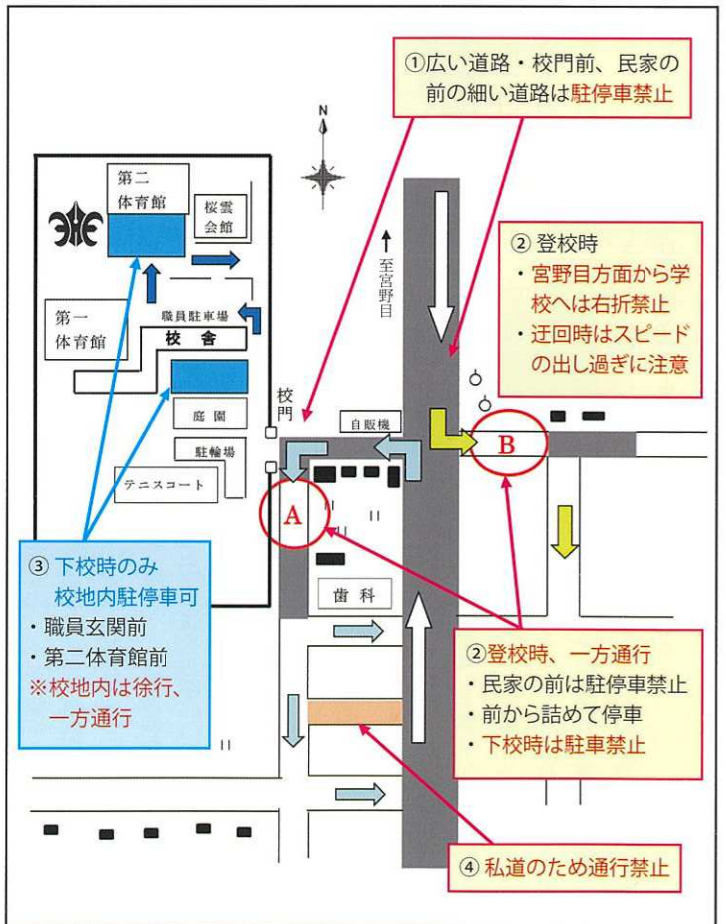 ①広い道路・校門前、民家の
前の細い道路は駐停車禁止
N
第二
体育館
桜雲
会館
至宮野目
② 登校時
・宮野目方面から学
校へは右折禁止
・迂回時はスピード
の出し過ぎに注意
第一
体育館
職員駐車場
校 舎
校門
自販機
庭園
駐輪場
テニスコート
A
B
歯 科
③ 下校時のみ
校地内駐停車可
・職員玄関前
・第二体育館前
※校地内は徐行、
一方通行
②登校時、一方通行
・民家の前は駐停車禁止
・前から詰めて停車
・下校時は駐車禁止
④ 私道のため通行禁止